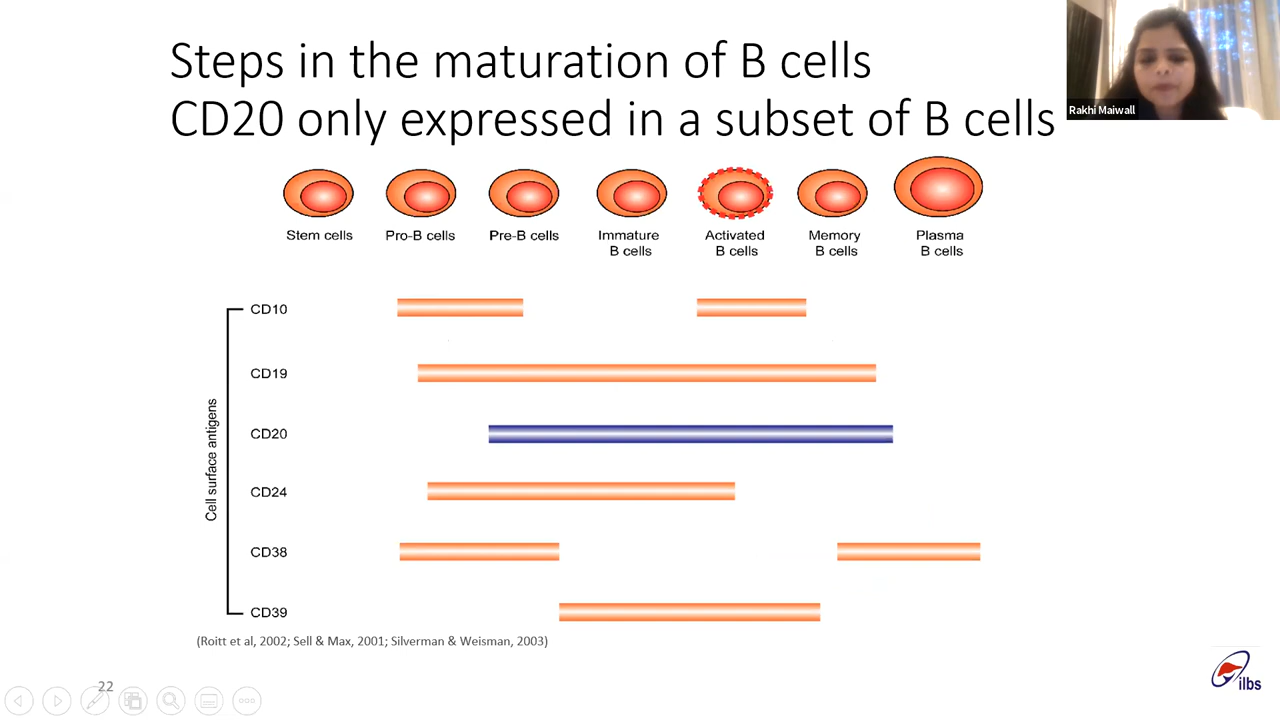 Steps in the maturation of B cells
CD20 only expressed in a subset of B cells
Rakhi Maiwall
Stem cells
Pro-B cells
Pre-B cells
Immature
B cells
Activated
B cells
Memory
B cells
Plasma
B cells
Cell surface antigens
CD10
CD19
CD20
CD24
CD38
CD39
(Roitt et al, 2002; Sell & Max, 2001; Silverman & Weisman, 2003)
22
ilbs